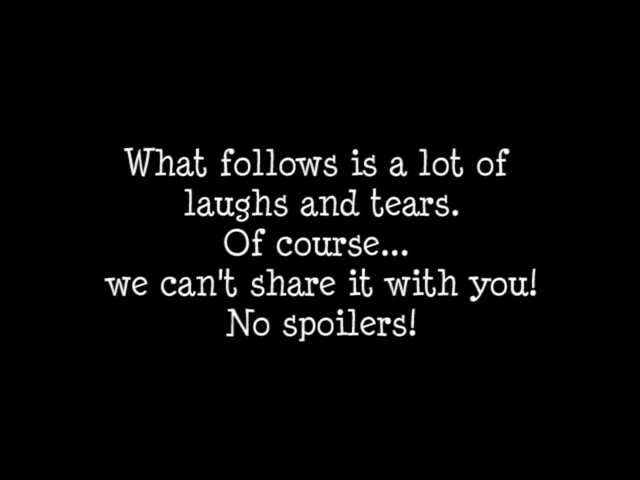 What follows is a lot of
laughs and tears.
Of course...
we can't share it with you!
No spoilers!